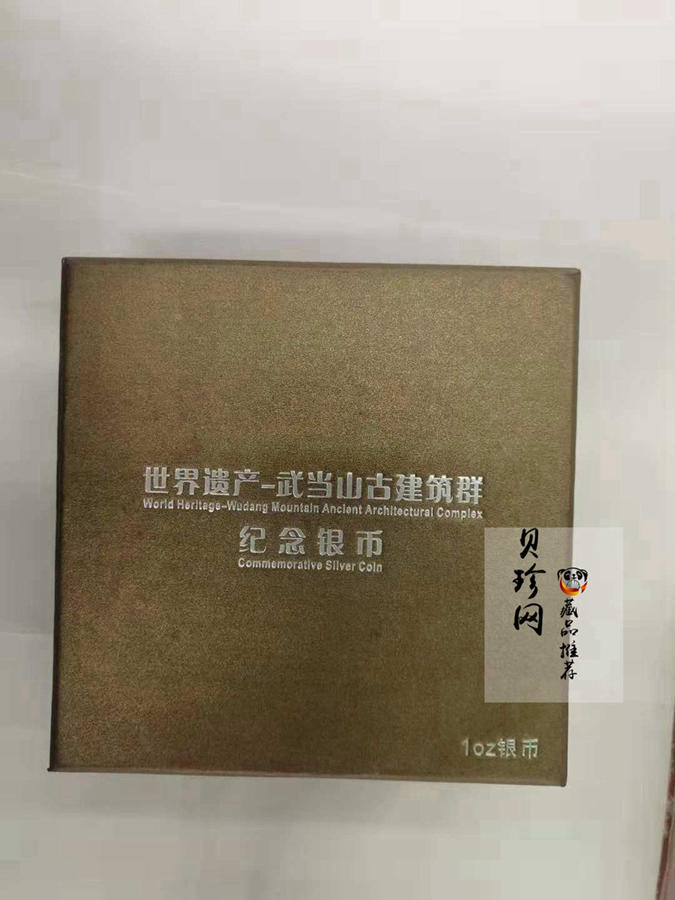 世界遗产-武当山古建筑群
World Heritage-Wudang Mountain Ancient Architectural Complex
纪念银币
Commemorative Silver Coin
贝珍网
藏品推荐
1oz银币